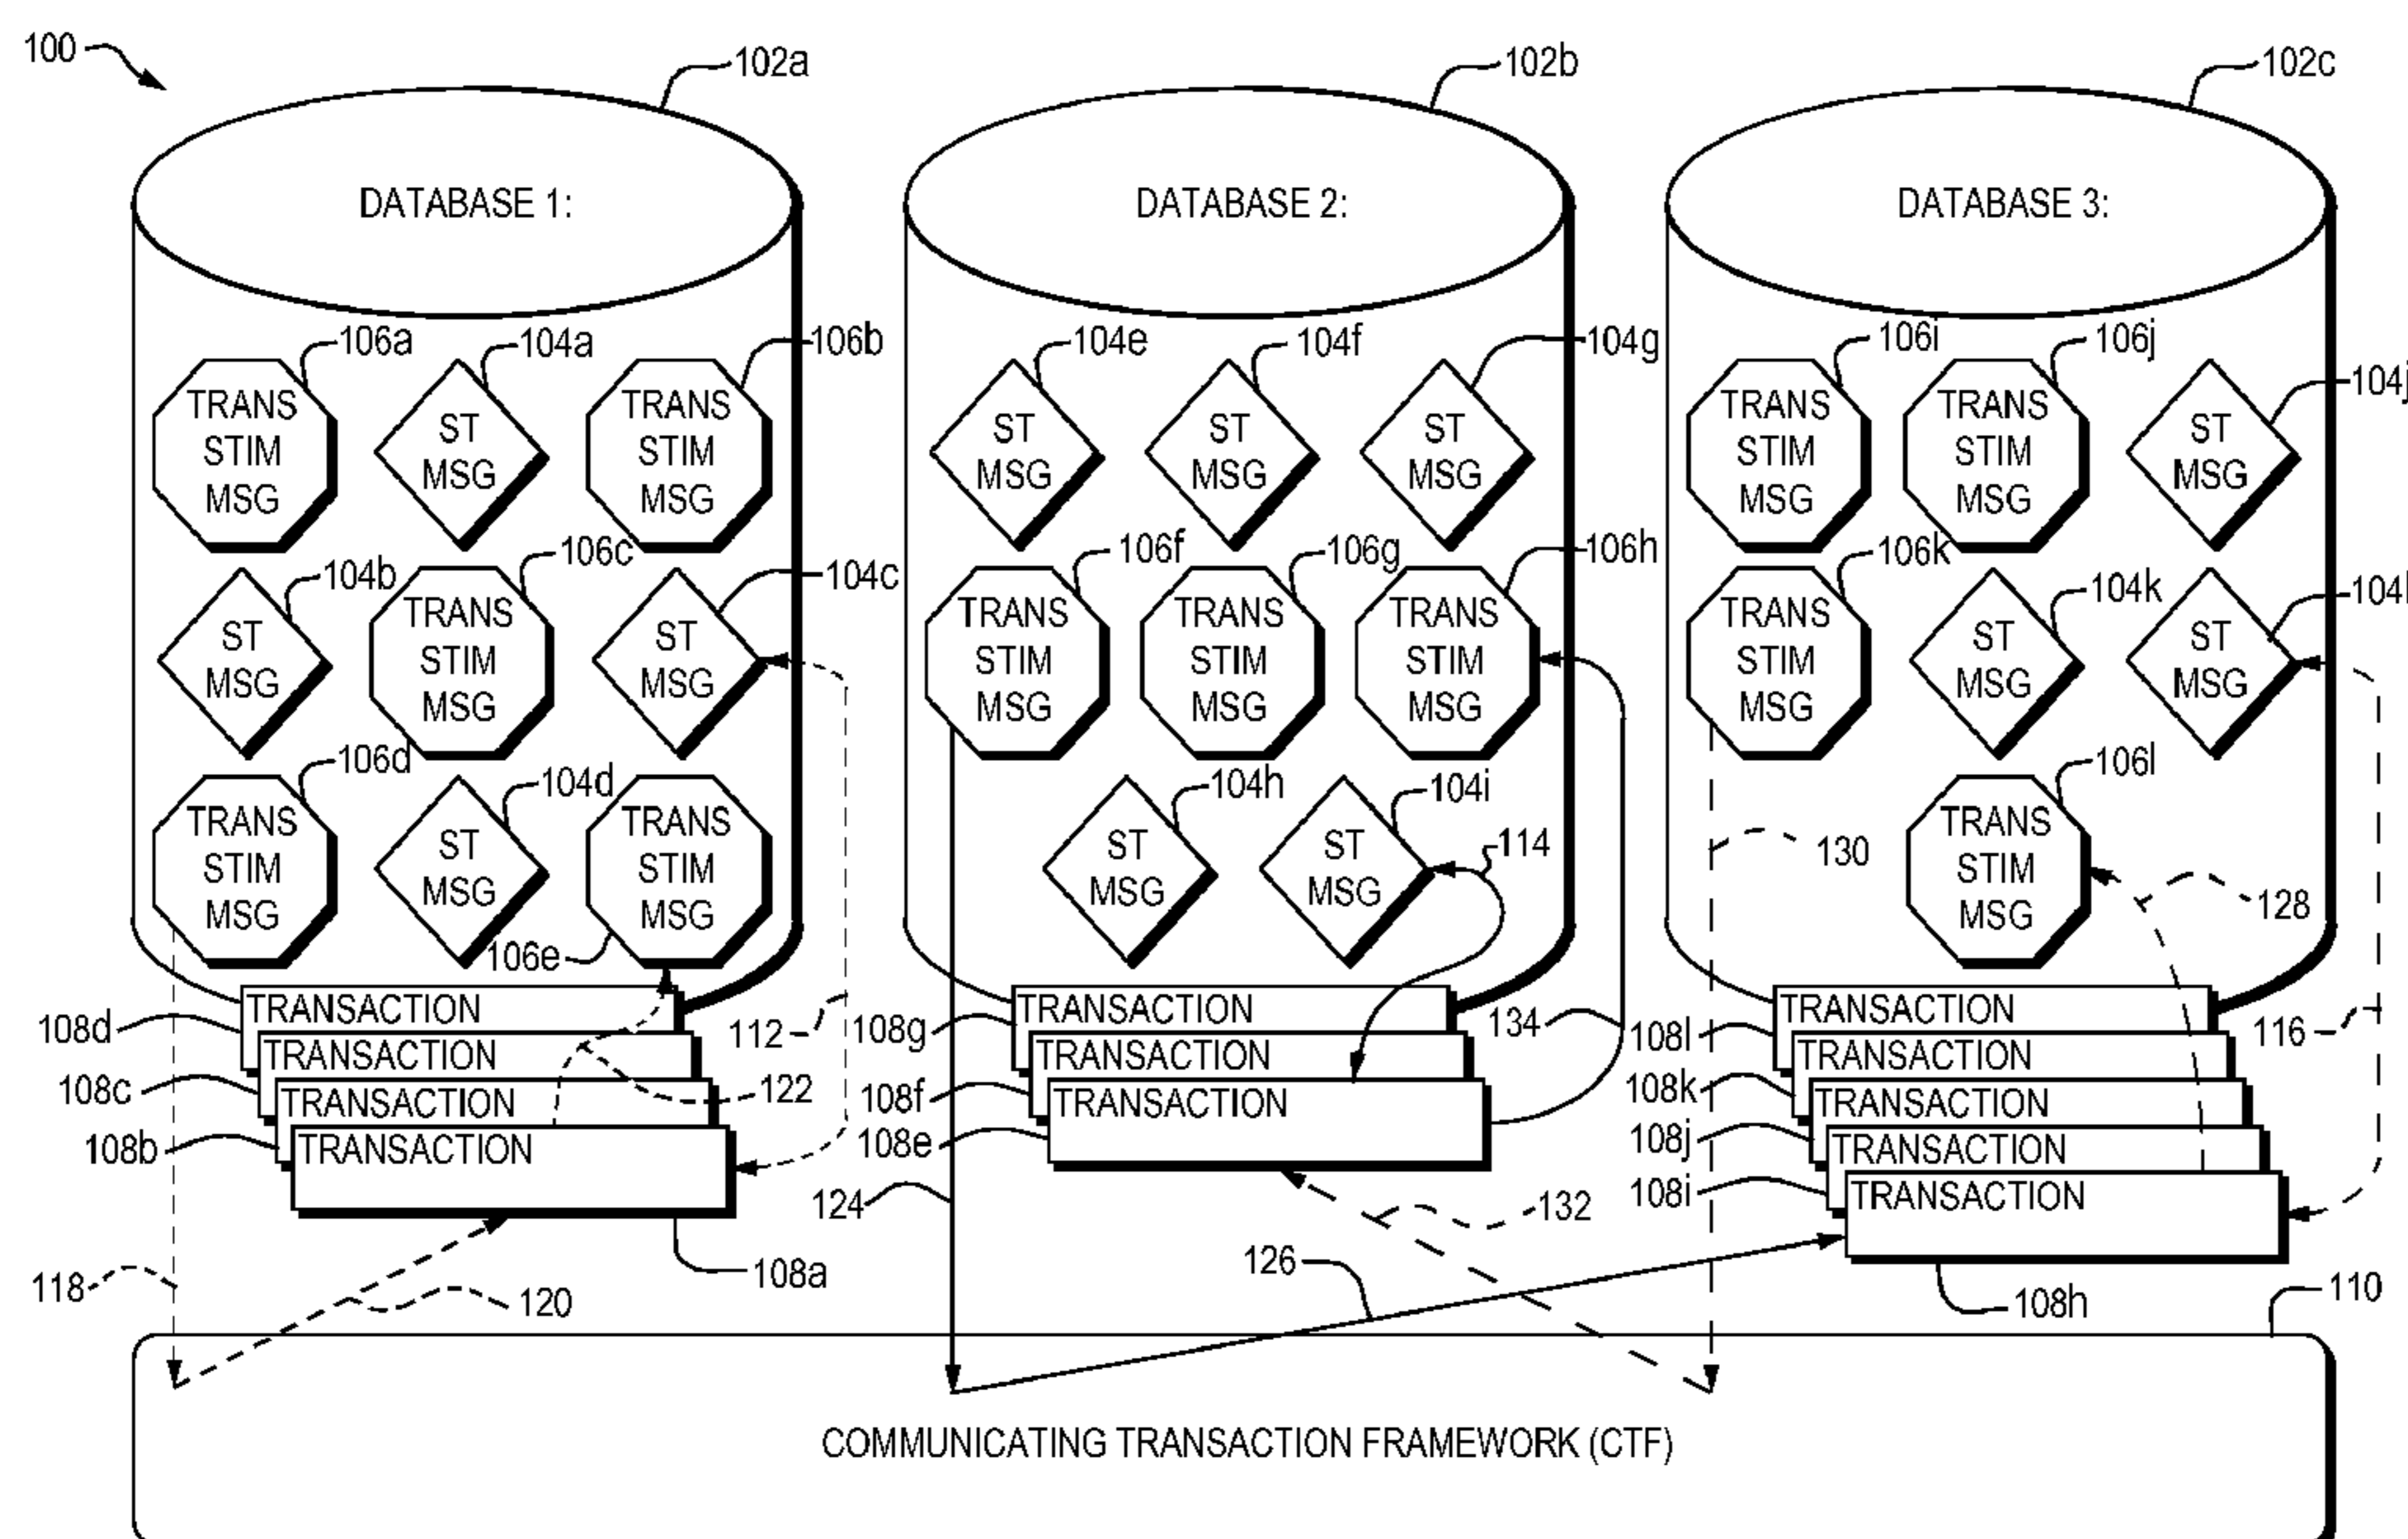 100
102a
102b
102c
DATABASE 1:
DATABASE 2:
DATABASE 3:
106a
104a
106b
104e
104f
104g
106i
106j
104j
TRANS
STIM
MSG
ST
MSG
TRANS
STIM
MSG
ST
MSG
ST
MSG
ST
MSG
TRANS
STIM
MSG
TRANS
STIM
MSG
ST
MSG
104b
106c
104c
106f
106g
106h
106k
104k
104l
ST
MSG
TRANS
STIM
MSG
ST
MSG
TRANS
STIM
MSG
TRANS
STIM
MSG
TRANS
STIM
MSG
TRANS
STIM
MSG
ST
MSG
ST
MSG
106d
104d
106e
104h
104i
114
130
106l
128
TRANS
STIM
MSG
ST
MSG
TRANS
STIM
MSG
ST
MSG
ST
MSG
TRANS
STIM
MSG
108d
TRANSACTION
112
108g
TRANSACTION
134
108l
TRANSACTION
116
108c
TRANSACTION
122
108f
TRANSACTION
108k
TRANSACTION
108b
TRANSACTION
108e
TRANSACTION
108j
TRANSACTION
TRANSACTION
108i
TRANSACTION
TRANSACTION
124
132
126
118
120
108a
108h
110
COMMUNICATING TRANSACTION FRAMEWORK (CTF)